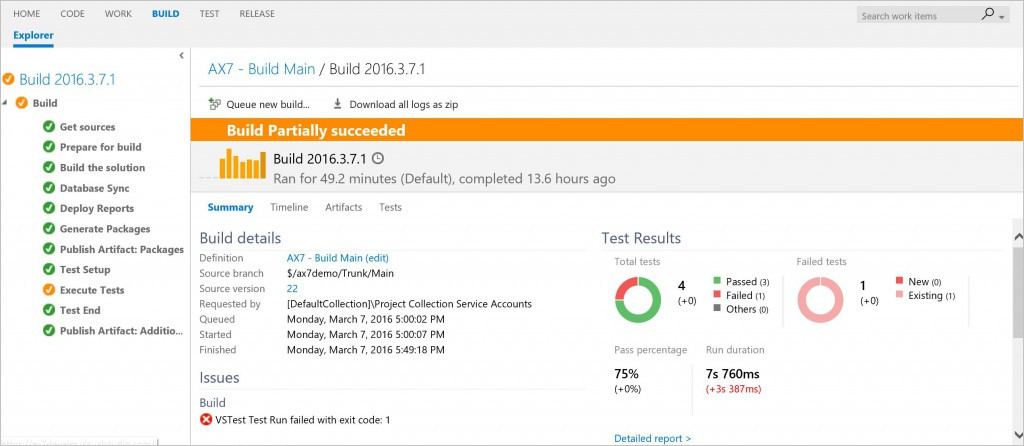 HOME CODE WORK BUILD TEST RELEASE
Search work items
Explorer
Build 2016.3.7.1
Build
Get sources
Prepare for build
Build the solution
Database Sync
Deploy Reports
Generate Packages
Publish Artifact: Packages
Test Setup
Execute Tests
Test End
Publish Artifact: Additio...
AX7 - Build Main / Build 2016.3.7.1
Queue new build... Download all logs as zip
Build Partially succeeded
Build 2016.3.7.1
Ran for 49.2 minutes (Default), completed 13.6 hours ago
Summary Timeline Artifacts Tests
Build details
Definition AX7 - Build Main (edit)
Source branch $/ax7demo/Trunk/Main
Source version 22
Requested by [DefaultCollection]\Project Collection Service Accounts
Queued Monday, March 7, 2016 5:00:02 PM
Started Monday, March 7, 2016 5:00:07 PM
Finished Monday, March 7, 2016 5:49:18 PM
Issues
Build
VSTest Test Run failed with exit code: 1
Test Results
Total tests
4
(+0)
Passed (3)
Failed (1)
Others (0)
Failed tests
1
(+0)
New (0)
Existing (1)
Pass percentage
75%
(+0%)
Run duration
7s 760ms
(+3s 387ms)
Detailed report >